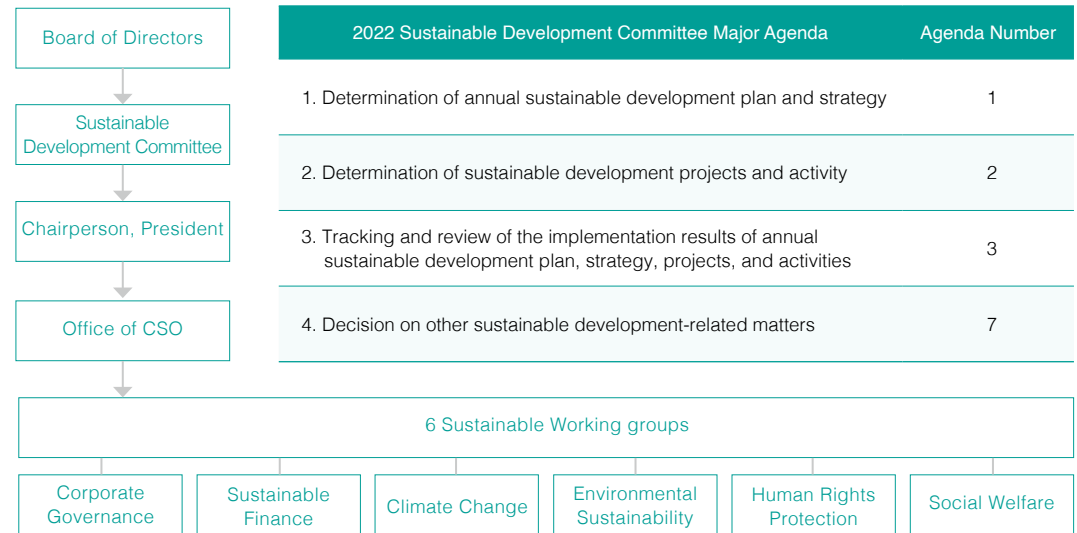 Board of Directors
Sustainable
Development Committee
Chairperson, President
Office of CSO
2022 Sustainable Development Committee Major Agenda Agenda Number
1. Determination of annual sustainable development plan and strategy 1
2. Determination of sustainable development projects and activity 2
3. Tracking and review of the implementation results of annual
sustainable development plan, strategy, projects, and activities 3
4. Decision on other sustainable development-related matters 7
6 Sustainable Working groups
Corporate
Governance
Sustainable
Finance
Climate Change
Environmental
Sustainability
Human Rights
Protection
Social Welfare